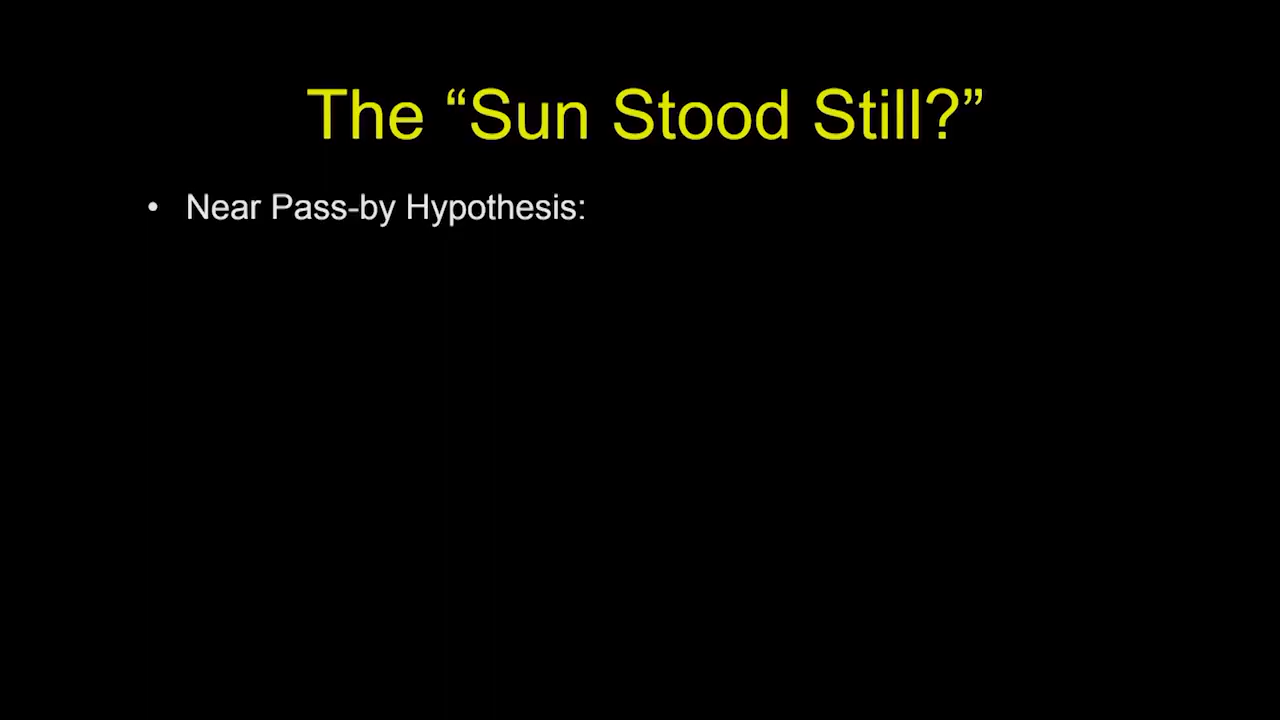 The “Sun Stood Still?”
• Near Pass-by Hypothesis: